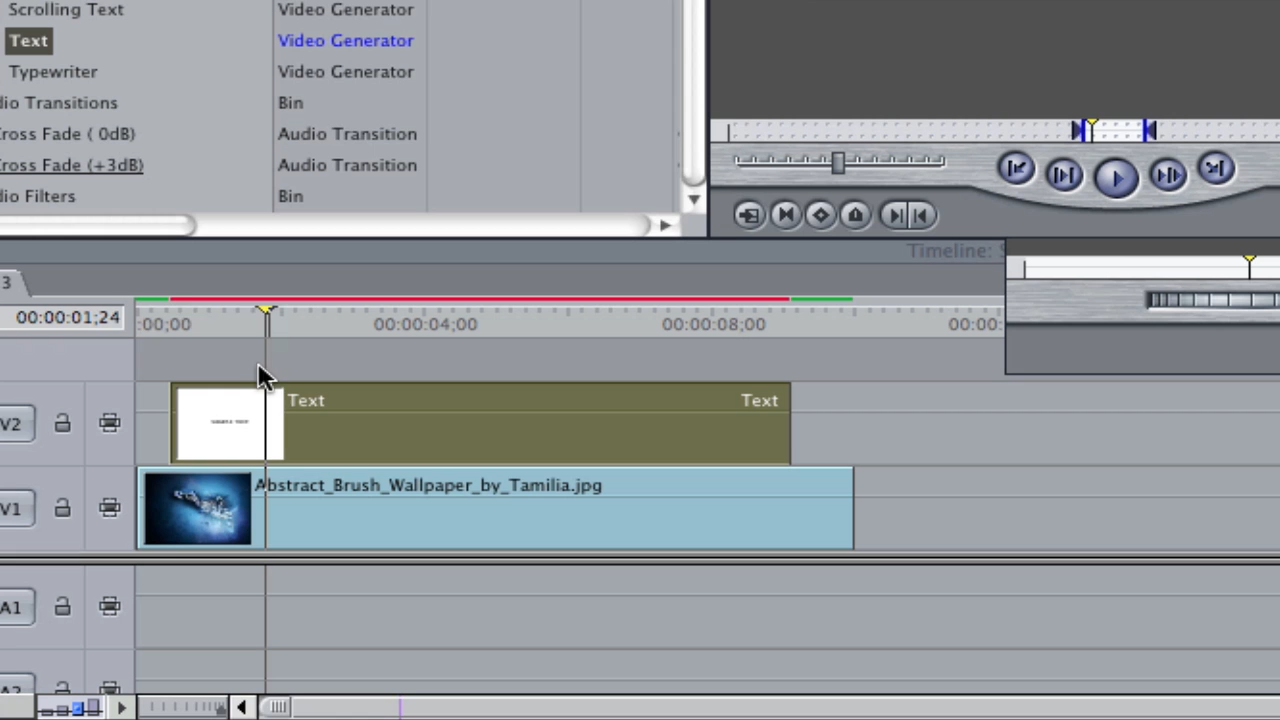 Scrolling Text Video Generator
Text Video Generator
Typewriter Video Generator
dio Transitions Bin
Cross Fade ( 0dB) Audio Transition
Cross Fade (+3dB) Audio Transition
dio Filters Bin
Timeline: S
3
00:00:01;24
:00;00 00:00:04;00 00:00:08;00 00:00:
V2
Text Text
V1
Abstract_Brush_Wallpaper_by_Tamilia.jpg
A1
A2